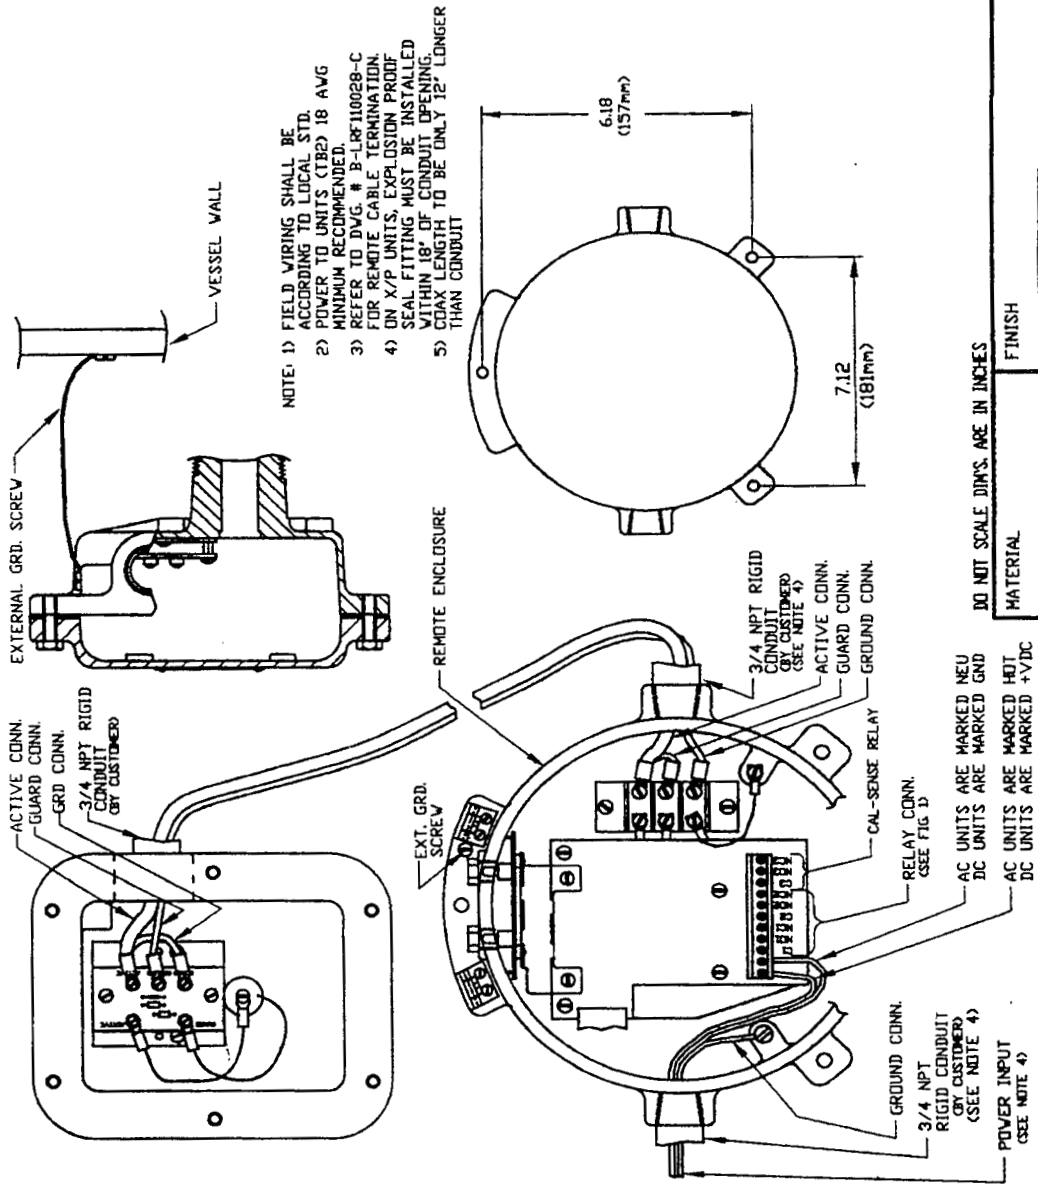 EXTERNAL GRD. SCREW
VESSEL WALL
NOTE: 1) FIELD WIRING SHALL BE
ACCORDING TO LOCAL STD.
2) POWER TO UNITS (TB2) 18 AWG
MINIMUM RECOMMENDED.
3) REFER TO DWG. # B-LRF110028-C
FOR REMOTE CABLE TERMINATION.
4) ON X/P UNITS, EXPLOSION PROOF
SEAL FITTING MUST BE INSTALLED
WITHIN 18" OF CONDUIT OPENING.
5) COAX LENGTH TO BE ONLY 12" LONGER
THAN CONDUIT
6.18
(157mm)
7.12
(181mm)
ACTIVE CONN.
GUARD CONN.
GRD CONN.
3/4 NPT RIGID
CONDUIT
(BY CUSTOMER)
REMOTE ENCLOSURE
EXT. GRD.
SCREW
3/4 NPT RIGID
CONDUIT
(BY CUSTOMER)
(SEE NOTE 4)
ACTIVE CONN.
GUARD CONN.
GROUND CONN.
CAL-SENSE RELAY
RELAY CONN.
(SEE FIG 1)
AC UNITS ARE MARKED NEU
DC UNITS ARE MARKED GND
AC UNITS ARE MARKED HOT
DC UNITS ARE MARKED +VDC
GROUND CONN.
3/4 NPT
RIGID CONDUIT
(BY CUSTOMER)
(SEE NOTE 4)
POWER INPUT
(SEE NOTE 4)
DO NOT SCALE DIM'S. ARE IN INCHES
MATERIAL
FINISH